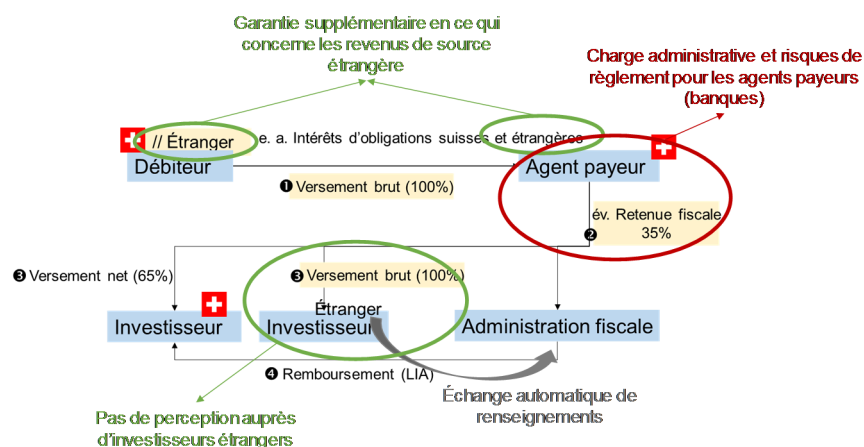 Garantie supplémentaire en ce qui
concerne les revenus de source
étrangère
Charge administrative et risques de
règlement pour les agents payeurs
(banques)
// Étranger
e. a. Intérêts d'obligations suisses et étrangères
Débiteur
Agent payeur
❶ Versement brut (100%)
év. Retenue fiscale
❷ 35%
❸ Versement net (65%)
❸ Versement brut (100%)
Étranger
Investisseur
Investisseur
Administration fiscale
❹ Remboursement (LIA)
Échange automatique de
renseignements
Pas de perception auprès
d'investisseurs étrangers